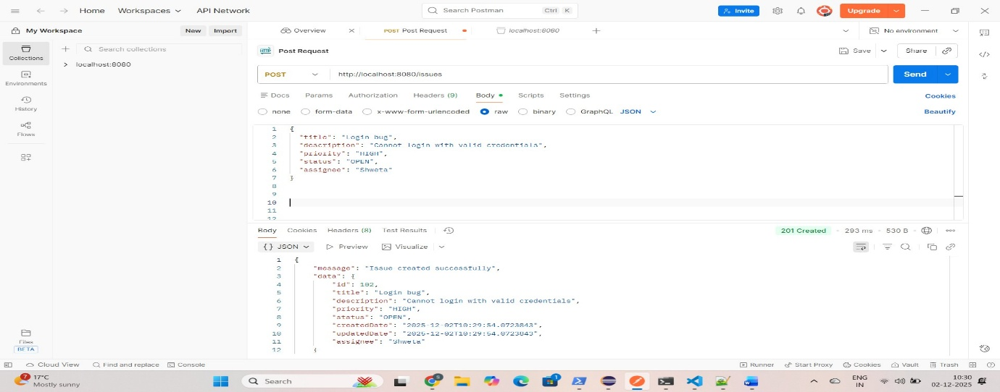 Home Workspaces API Network Search Postman Ctrl K Invite Upgrade
My Workspace New Import Overview POST Post Request localhost:8080 No environment
Collections Search collections HTTP Post Request Save Share
localhost:8080
Environments POST http://localhost:8080/issues Send
History Docs Params Authorization Headers (9) Body Scripts Settings Cookies
Flows none form-data x-www-form-urlencoded raw binary GraphQL JSON Beautify
1 {
2 "title": "Login bug",
3 "description": "Cannot login with valid credentials",
4 "priority": "HIGH",
5 "status": "OPEN",
6 "assignee": "Shweta"
7 }
8
9
10
11
12
Body Cookies Headers (8) Test Results 201 Created 293 ms 530 B
{} JSON Preview Visualize
1 {
2 "message": "Issue created successfully",
3 "data": {
4 "id": 102,
5 "title": "Login bug",
6 "description": "Cannot login with valid credentials",
7 "priority": "HIGH",
8 "status": "OPEN",
9 "createdDate": "2025-12-02T10:29:54.0723843",
10 "updatedDate": "2025-12-02T10:29:54.0723843",
11 "assignee": "Shweta"
12
Files
BETA
Cloud View Find and replace Console Runner Start Proxy Cookies Vault Trash
7 17°C Search 1 ENG 10:30
Mostly sunny IN 02-12-2025